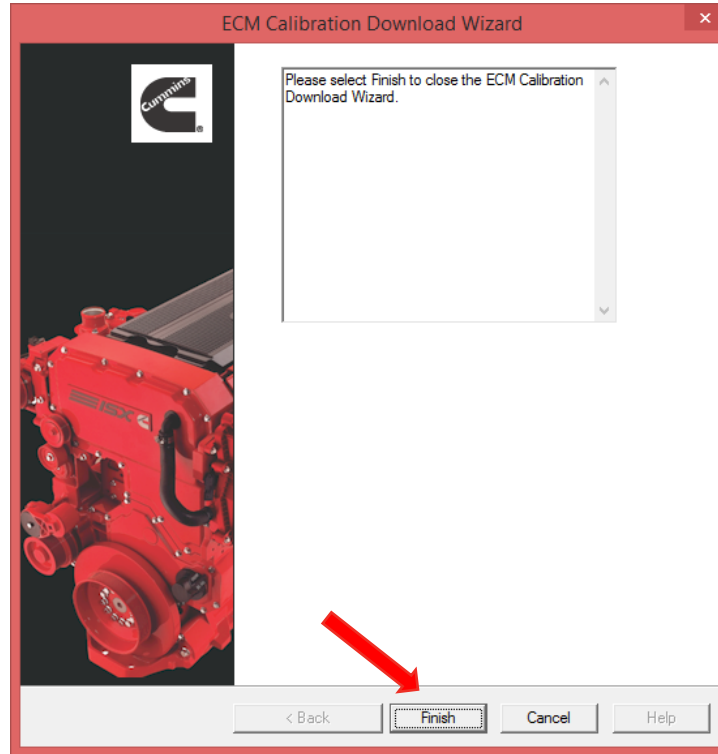 ECM Calibration Download Wizard
Cummins
Please select Finish to close the ECM Calibration
Download Wizard.
ISX
< Back
Finish
Cancel
Help